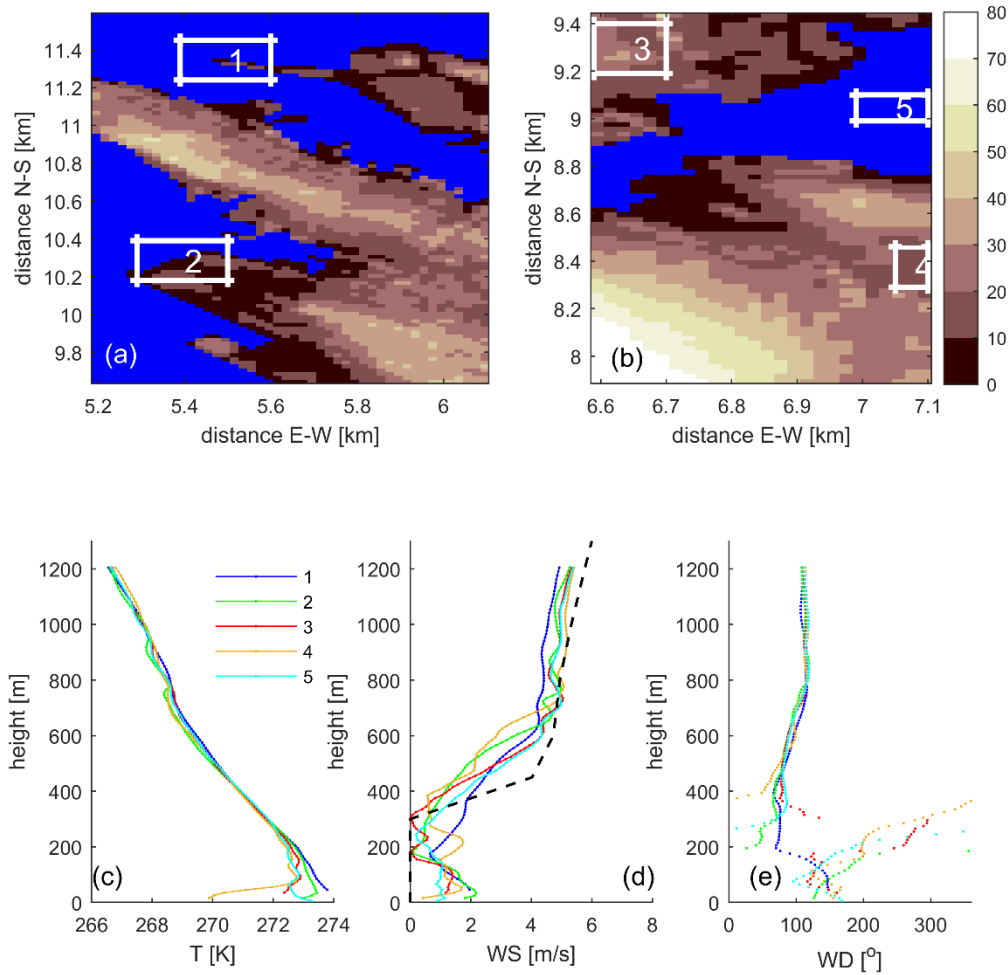 11.4
11.2
11
10.8
10.6
10.4
10.2
10
9.8
distance N-S [km]
1
2
(a)
5.2 5.4 5.6 5.8 6
distance E-W [km]
9.4
9.2
9
8.8
8.6
8.4
8.2
8
distance N-S [km]
3
5
4
(b)
6.6 6.7 6.8 6.9 7 7.1
distance E-W [km]
80
70
60
50
40
30
20
10
0
1200
1000
800
600
400
200
0
height [m]
1
2
3
4
5
(c)
266 268 270 272 274
T [K]
1200
1000
800
600
400
200
0
height [m]
(d)
0 2 4 6 8
WS [m/s]
1200
1000
800
600
400
200
0
height [m]
(e)
0 100 200 300
WD [o]